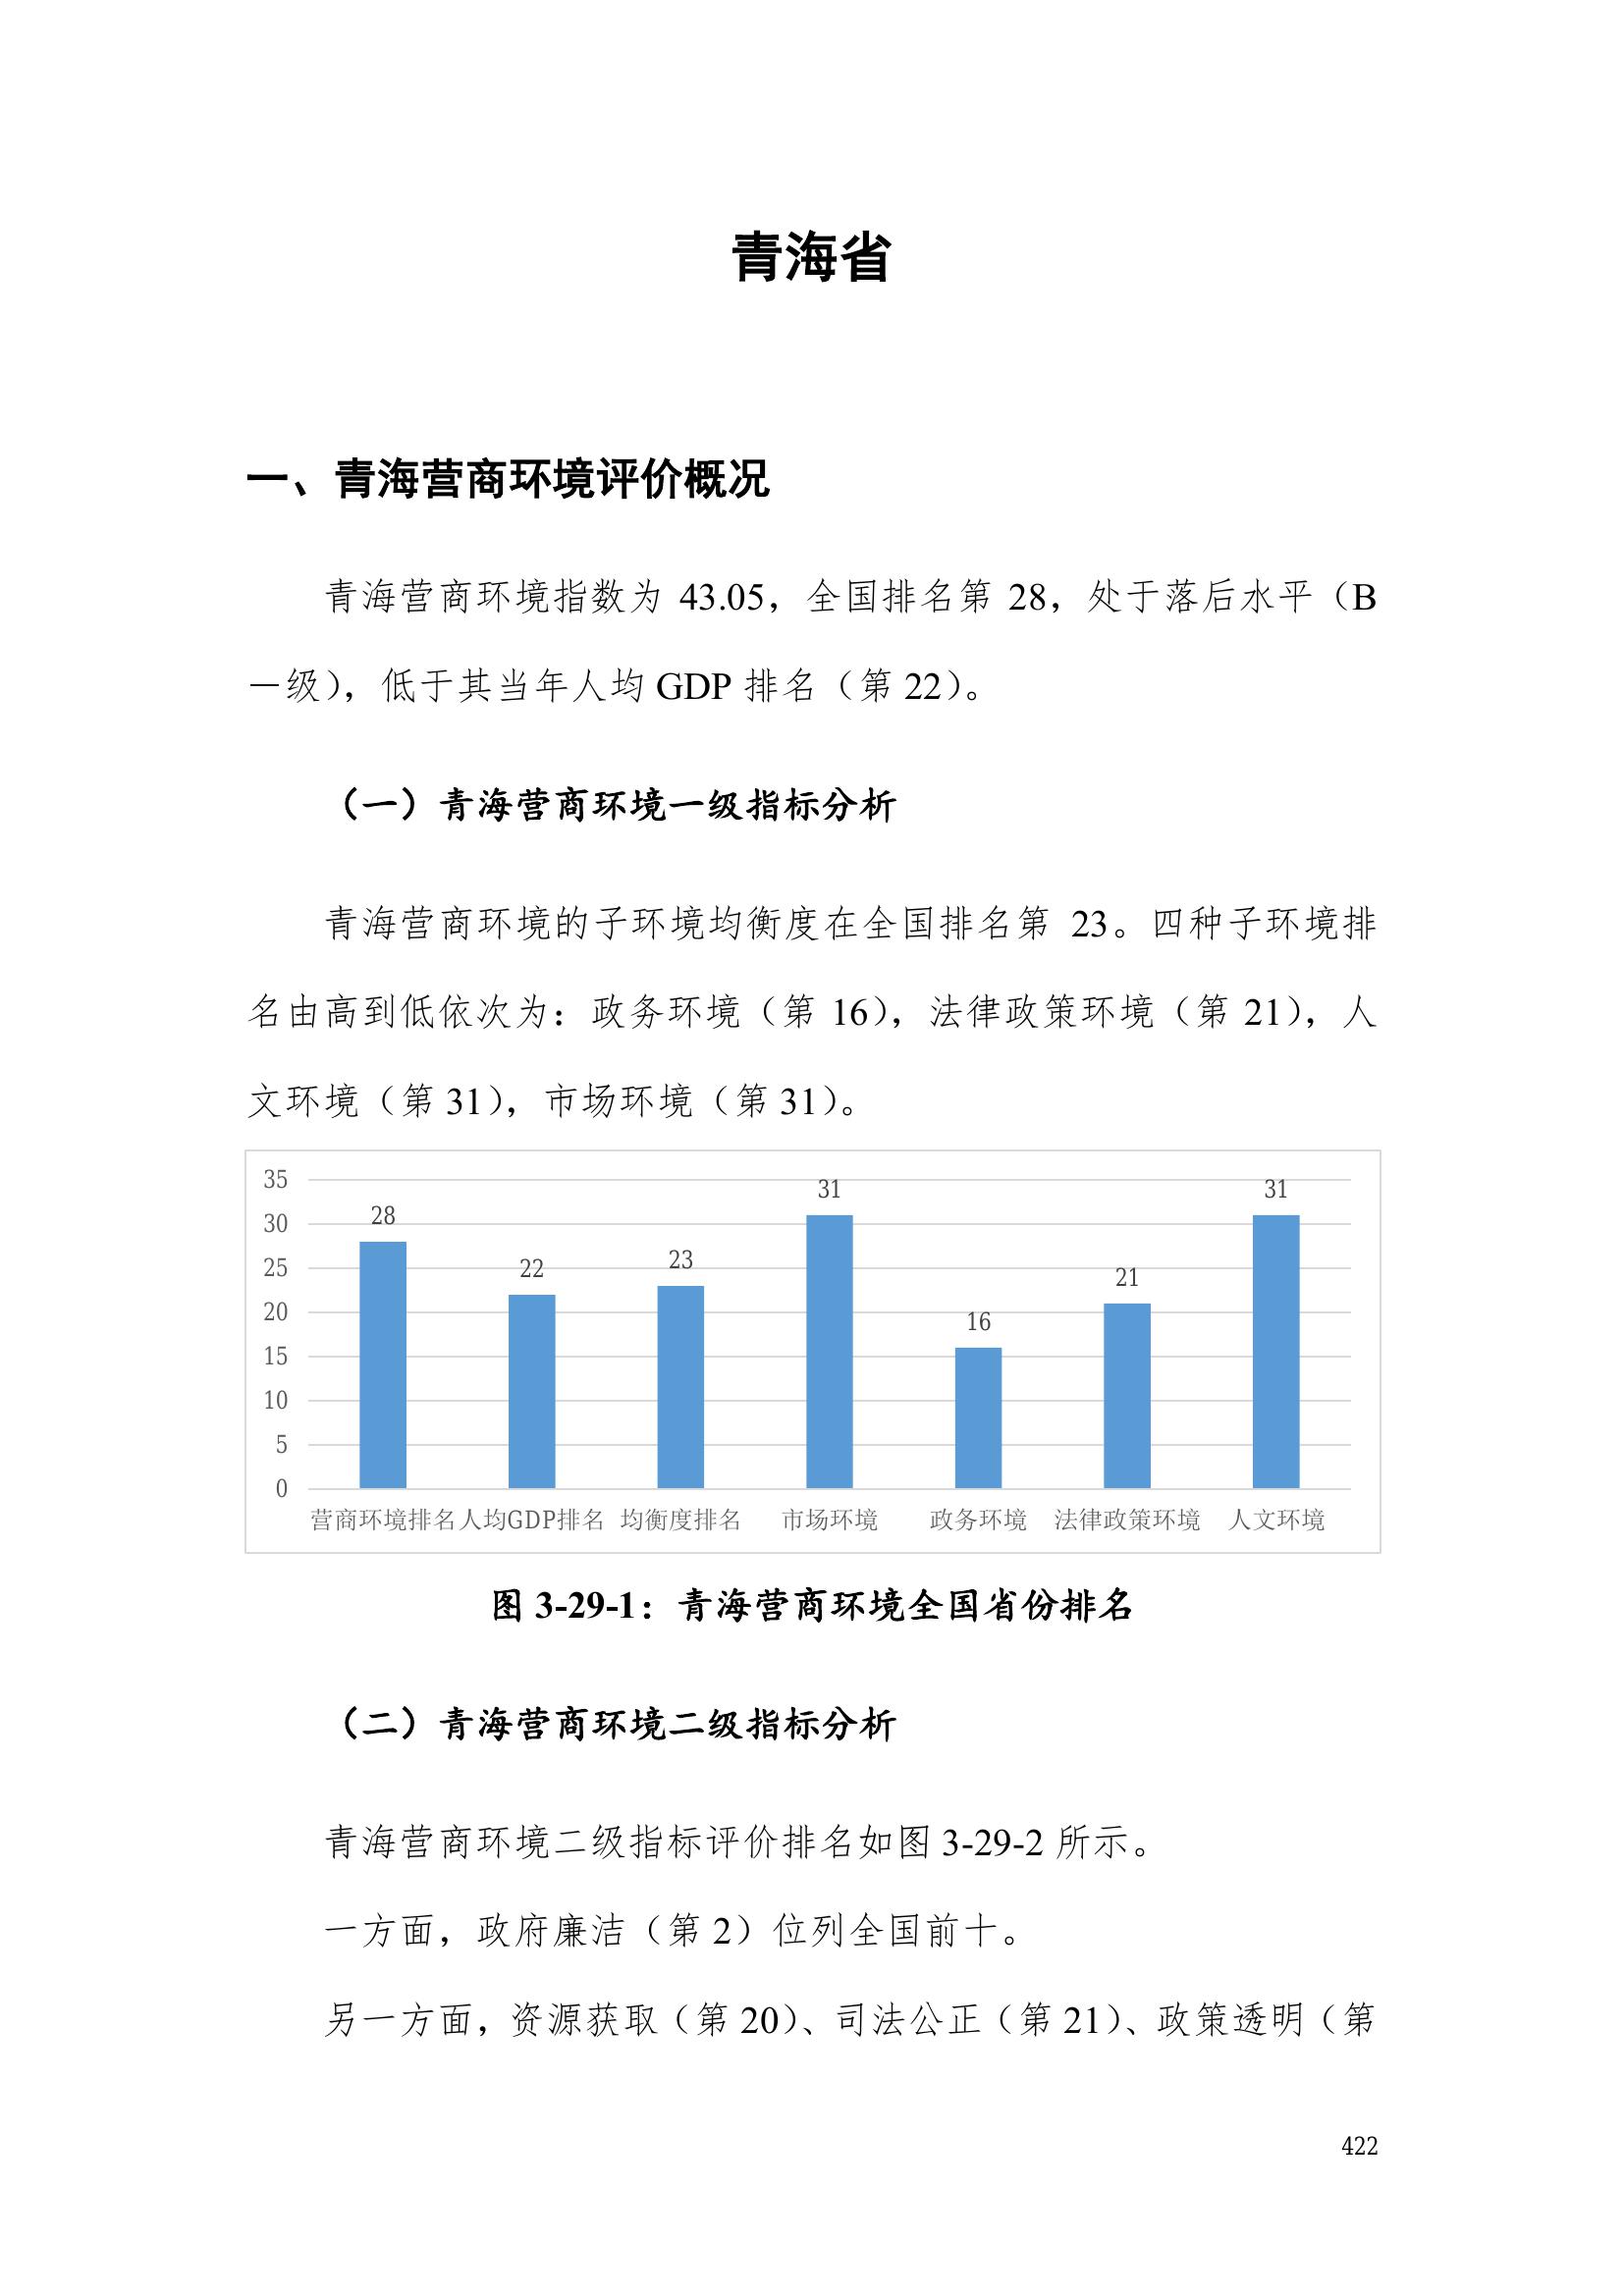 青海省
一、青海营商环境评价概况
青海营商环境指数为 43.05，全国排名第 28，处于落后水平（B
－级），低于其当年人均 GDP 排名（第 22）。
（一）青海营商环境一级指标分析
青海营商环境的子环境均衡度在全国排名第 23。四种子环境排
名由高到低依次为：政务环境（第 16），法律政策环境（第 21），人
文环境（第 31），市场环境（第 31）。
35
30
25
20
15
10
5
0
28
22
23
31
16
21
31
营商环境排名 人均GDP排名 均衡度排名 市场环境 政务环境 法律政策环境 人文环境
图 3-29-1：青海营商环境全国省份排名
（二）青海营商环境二级指标分析
青海营商环境二级指标评价排名如图 3-29-2 所示。
一方面，政府廉洁（第 2）位列全国前十。
另一方面，资源获取（第 20）、司法公正（第 21）、政策透明（第
422